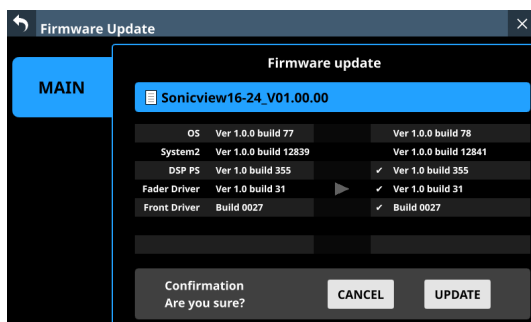 Firmware Update
MAIN
Firmware update
Sonicview16-24_V01.00.00
OS Ver 1.0.0 build 77 Ver 1.0.0 build 78
System2 Ver 1.0.0 build 12839 Ver 1.0.0 build 12841
DSP PS Ver 1.0 build 355 ✔ Ver 1.0 build 355
Fader Driver Ver 1.0 build 31 ✔ Ver 1.0 build 31
Front Driver Build 0027 ✔ Build 0027
Confirmation
Are you sure?
CANCEL
UPDATE